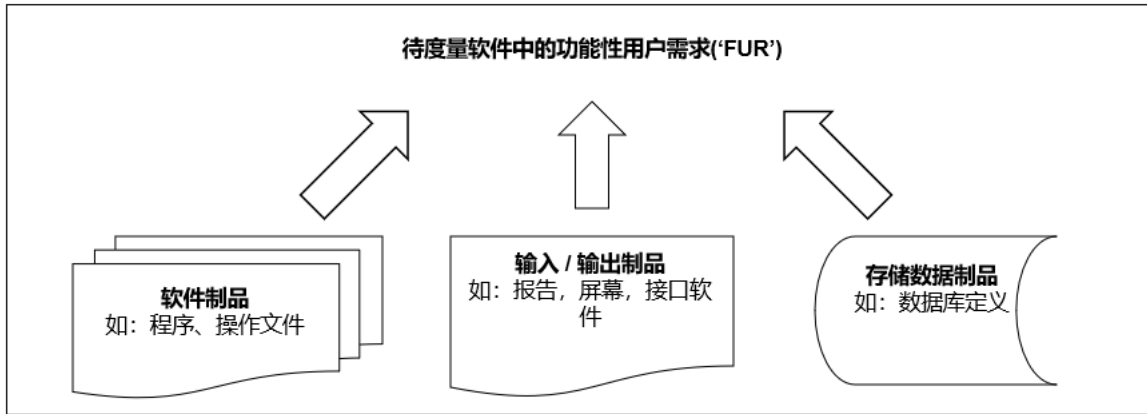 待度量软件中的功能性用户需求(‘FUR’)
软件制品
如：程序、操作文件
输入 / 输出制品
如：报告，屏幕，接口软
件
存储数据制品
如：数据库定义